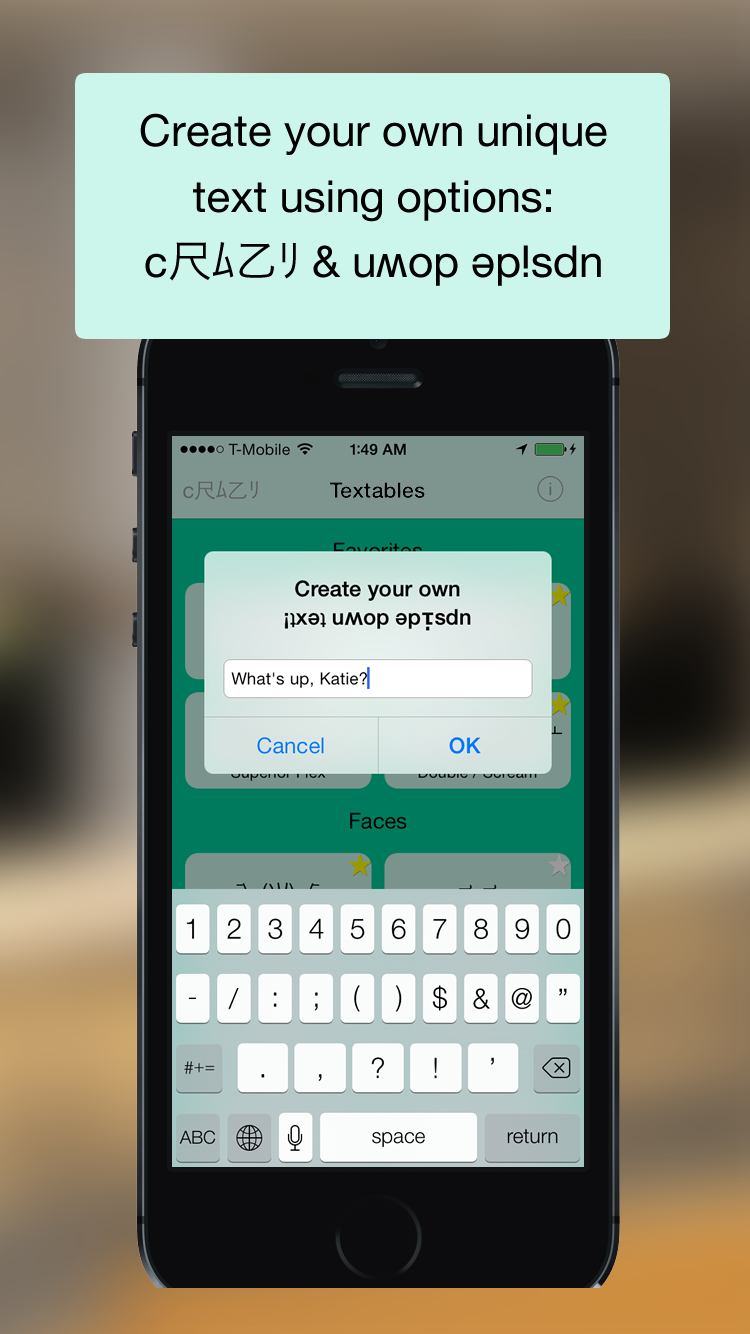 Create your own unique
text using options:
c尺ﾑ乙リ & uʍop ǝp!sdn
T-Mobile 1:49 AM
c尺ﾑ乙リ Textables
Favorites
Create your own
¡ʇxǝʇ uʍop ǝpı̣sdn
What's up, Katie?
Cancel OK
Superior Flex Double / Scream
Faces
1 2 3 4 5 6 7 8 9 0
- / : ; ( ) $ & @ ”
#+= . , ? ! ’
ABC space return